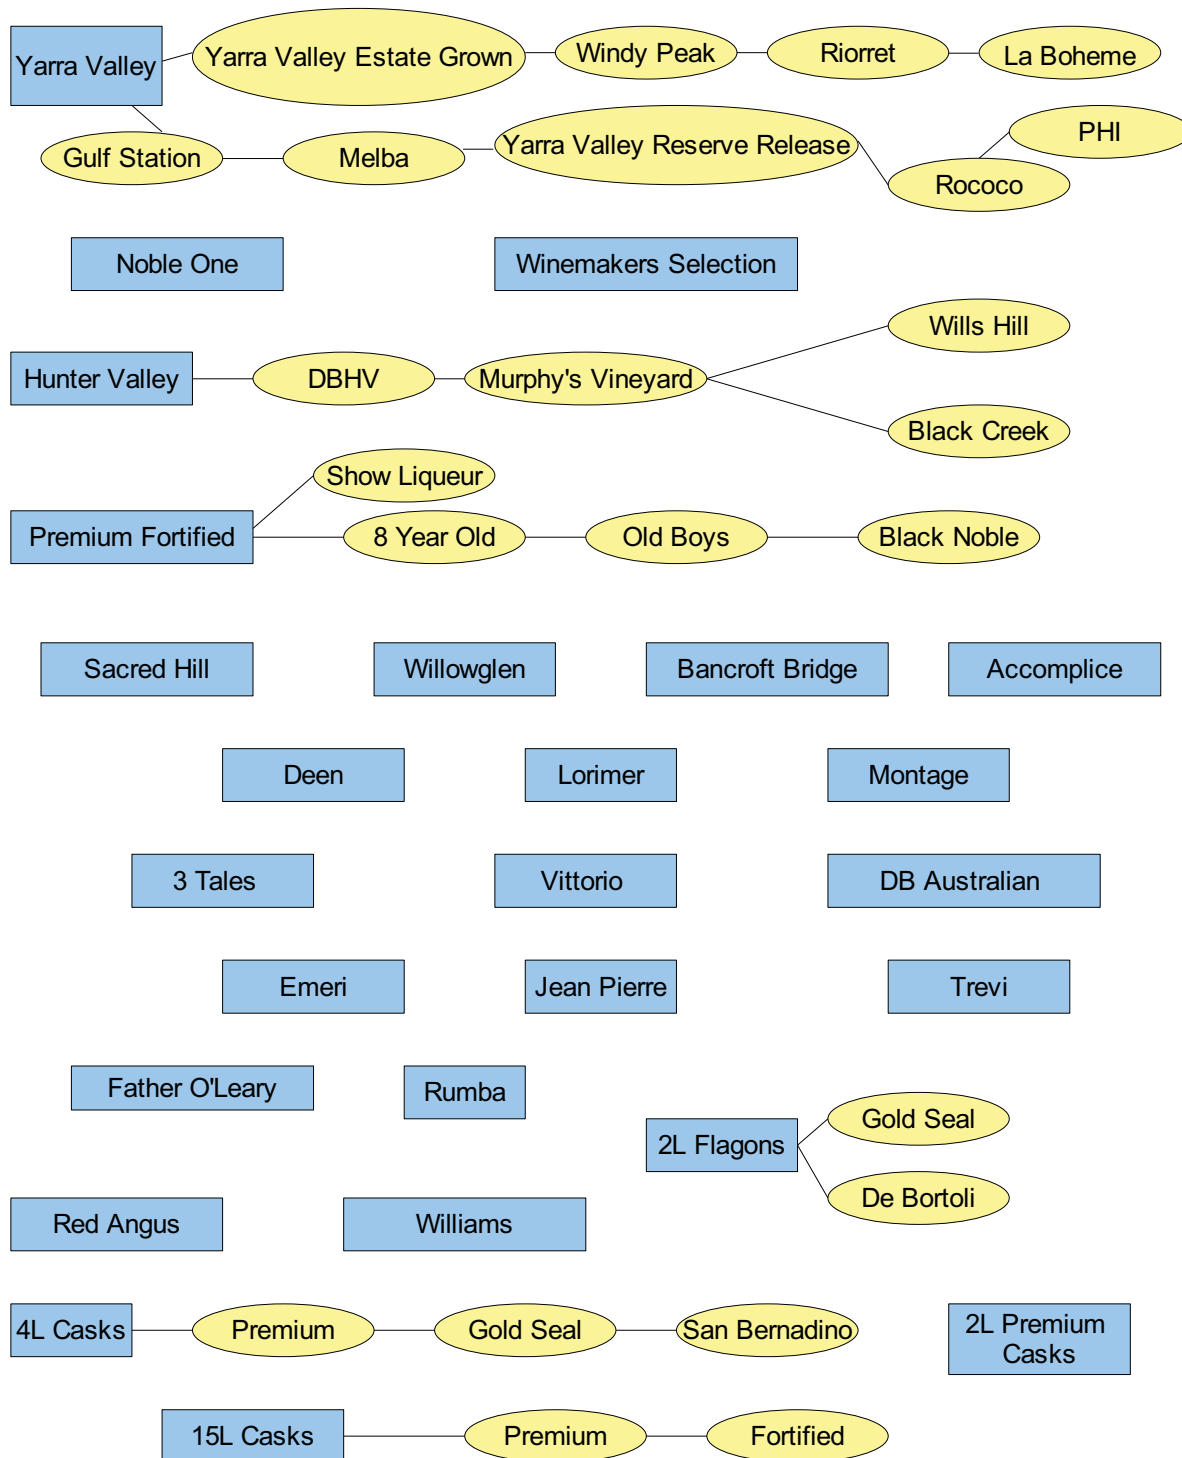 Yarra Valley
Yarra Valley Estate Grown
Windy Peak
Riorret
La Boheme
Gulf Station
Melba
Yarra Valley Reserve Release
Rococo
PHI
Noble One
Winemakers Selection
Hunter Valley
DBHV
Murphy's Vineyard
Wills Hill
Black Creek
Premium Fortified
Show Liqueur
8 Year Old
Old Boys
Black Noble
Sacred Hill
Willowglen
Bancroft Bridge
Accomplice
Deen
Lorimer
Montage
3 Tales
Vittorio
DB Australian
Emeri
Jean Pierre
Trevi
Father O'Leary
Rumba
2L Flagons
Gold Seal
De Bortoli
Red Angus
Williams
4L Casks
Premium
Gold Seal
San Bernadino
2L Premium
Casks
15L Casks
Premium
Fortified